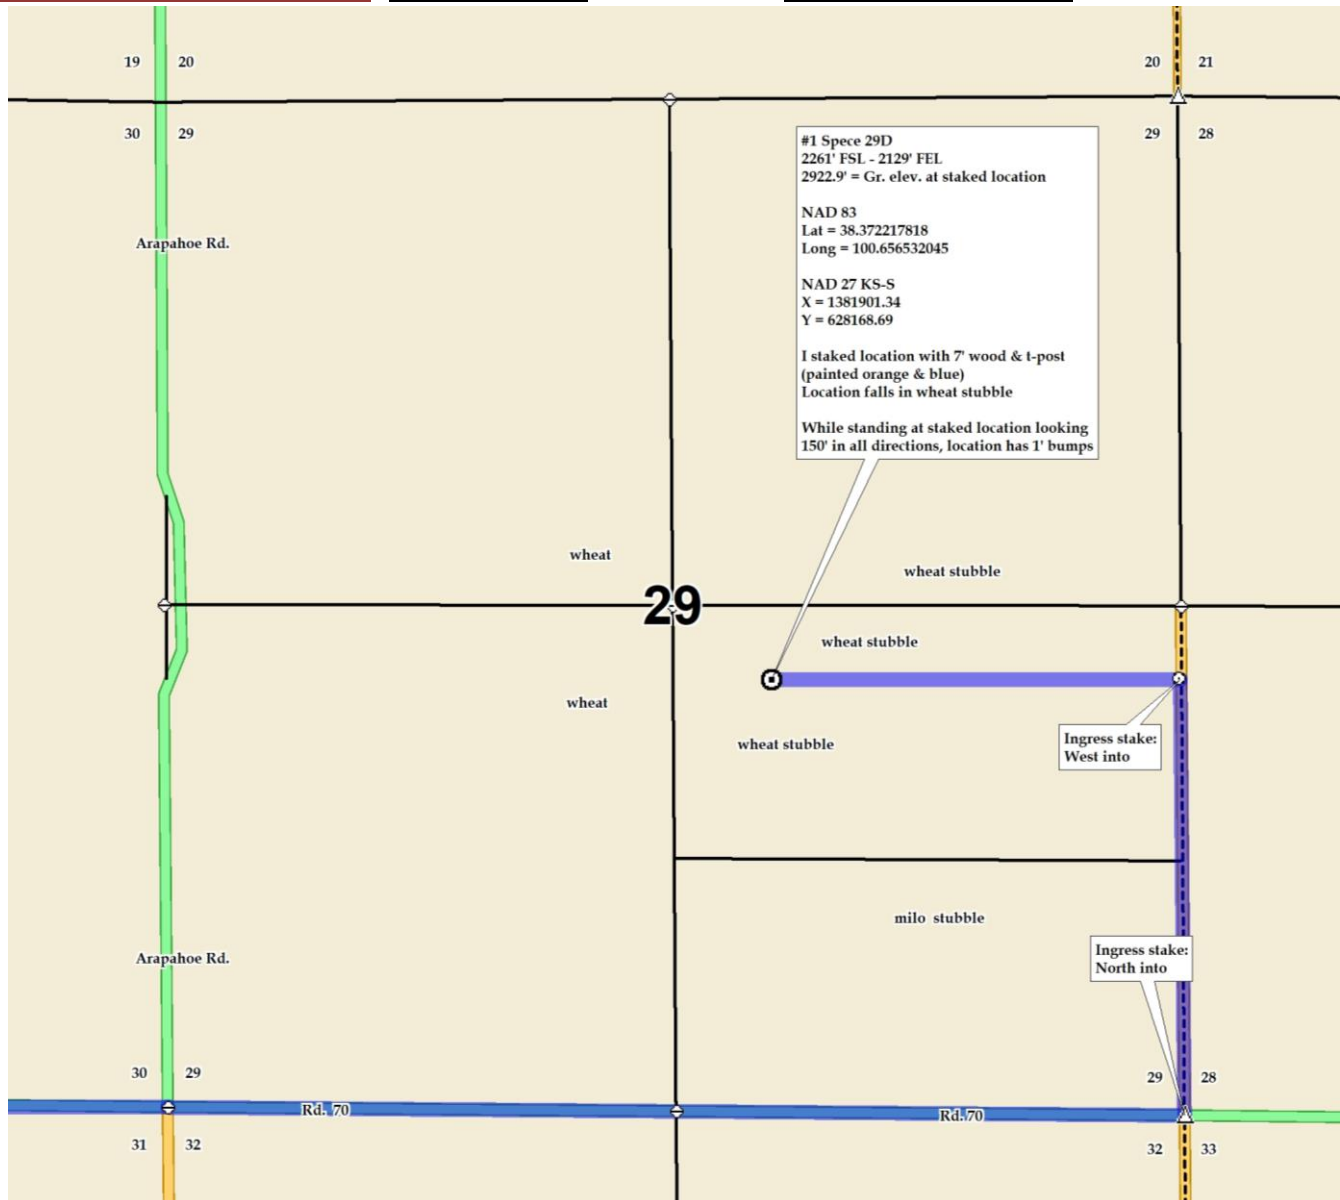 19 20
20 21
30 29
29 28
#1 Spece 29D
2261' FSL - 2129' FEL
2922.9' = Gr. elev. at staked location
NAD 83
Lat = 38.372217818
Long = 100.656532045
NAD 27 KS-S
X = 1381901.34
Y = 628168.69
I staked location with 7' wood & t-post
(painted orange & blue)
Location falls in wheat stubble
While standing at staked location looking
150' in all directions, location has 1' bumps
Arapahoe Rd.
wheat
wheat stubble
29
wheat stubble
wheat
wheat stubble
Ingress stake:
West into
milo stubble
Ingress stake:
North into
Arapahoe Rd.
30 29
29 28
Rd. 70
Rd. 70
31 32
32 33